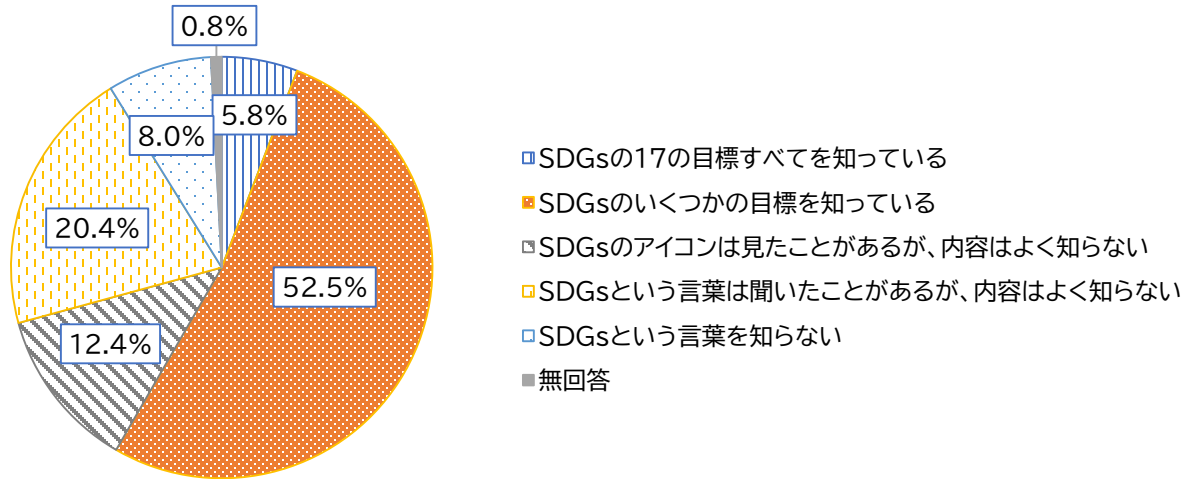 0.8%
5.8%
8.0%
20.4%
52.5%
12.4%
SDGsの17の目標すべてを知っている
SDGsのいくつかの目標を知っている
SDGsのアイコンは見たことがあるが、内容はよく知らない
SDGsという言葉は聞いたことがあるが、内容はよく知らない
SDGsという言葉を知らない
無回答